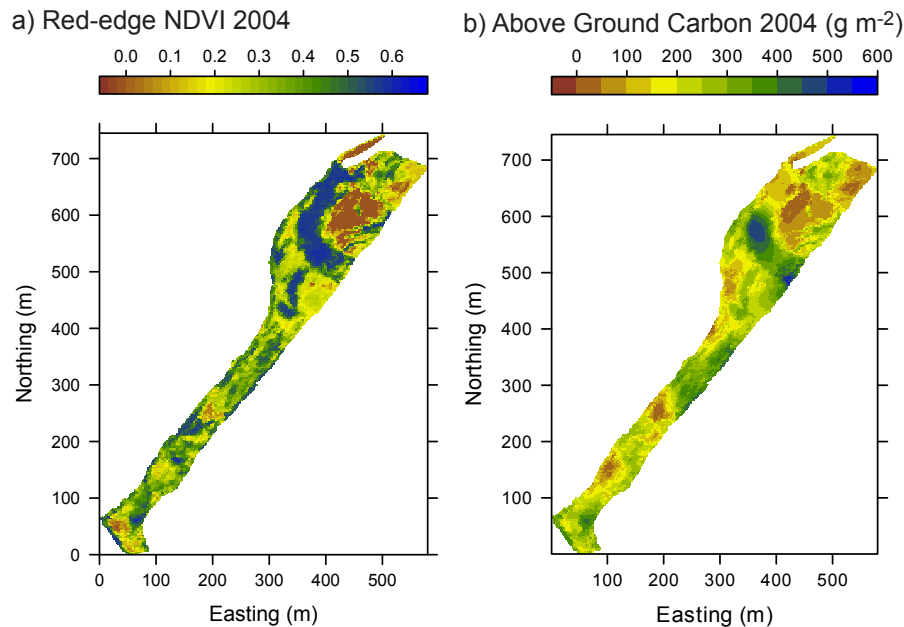 a) Red-edge NDVI 2004
0.0 0.1 0.2 0.3 0.4 0.5 0.6
700
600
500
400
300
200
100
0
0 100 200 300 400 500
Easting (m)
Northing (m)
b) Above Ground Carbon 2004 (g m⁻²)
-50 0 50 100 200 300 400 500 600
700
600
500
400
300
200
100
100 200 300 400 500
Easting (m)
Northing (m)